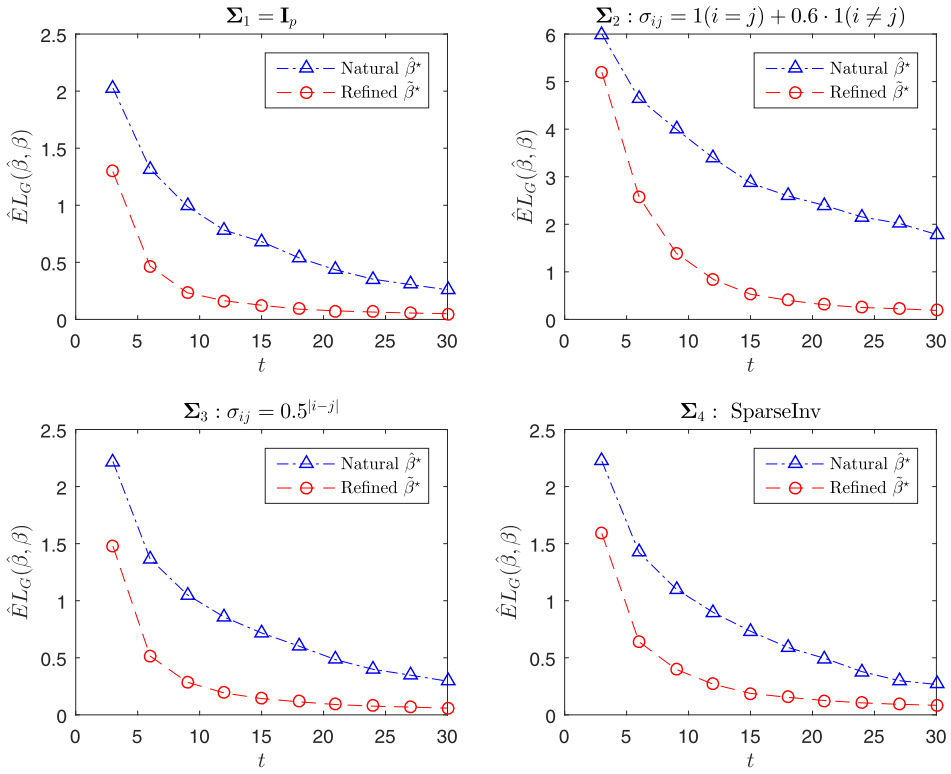 𝚺₁ = 𝐈ₚ
2.5
2
1.5
1
0.5
0
0 5 10 15 20 25 30
t
ÊL_G(β̂, β)
Natural β̂⋆
Refined β̃⋆
𝚺₂ : σᵢⱼ = 1(i = j) + 0.6 · 1(i ≠ j)
6
5
4
3
2
1
0
0 5 10 15 20 25 30
t
ÊL_G(β̂, β)
Natural β̂⋆
Refined β̃⋆
𝚺₃ : σᵢⱼ = 0.5^|i−j|
2.5
2
1.5
1
0.5
0
0 5 10 15 20 25 30
t
ÊL_G(β̂, β)
Natural β̂⋆
Refined β̃⋆
𝚺₄ : SparseInv
2.5
2
1.5
1
0.5
0
0 5 10 15 20 25 30
t
ÊL_G(β̂, β)
Natural β̂⋆
Refined β̃⋆